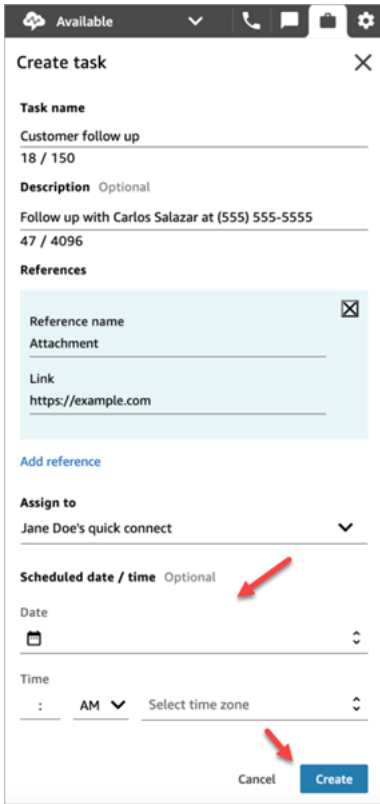 Available
Create task
Task name
Customer follow up
18 / 150
Description Optional
Follow up with Carlos Salazar at (555) 555-5555
47 / 4096
References
Reference name
Attachment
Link
https://example.com
Add reference
Assign to
Jane Doe's quick connect
Scheduled date / time Optional
Date
Time
: AM Select time zone
Cancel Create